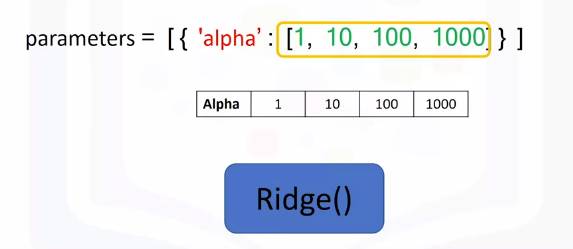 parameters = [{ 'alpha' : [1, 10, 100, 1000] } ]
Alpha 1 10 100 1000
Ridge()